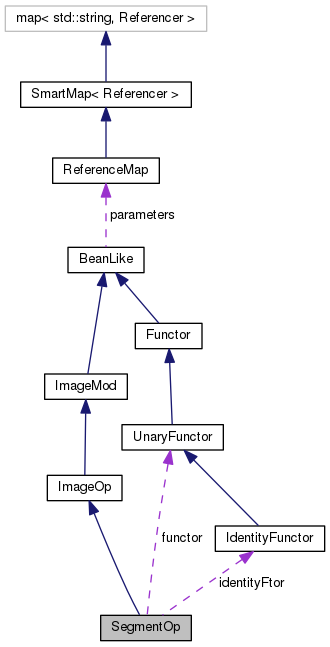 map< std::string, Referencer >
SmartMap< Referencer >
ReferenceMap
parameters
BeanLike
Functor
ImageMod
UnaryFunctor
ImageOp
functor
IdentityFunctor
identityFtor
SegmentOp